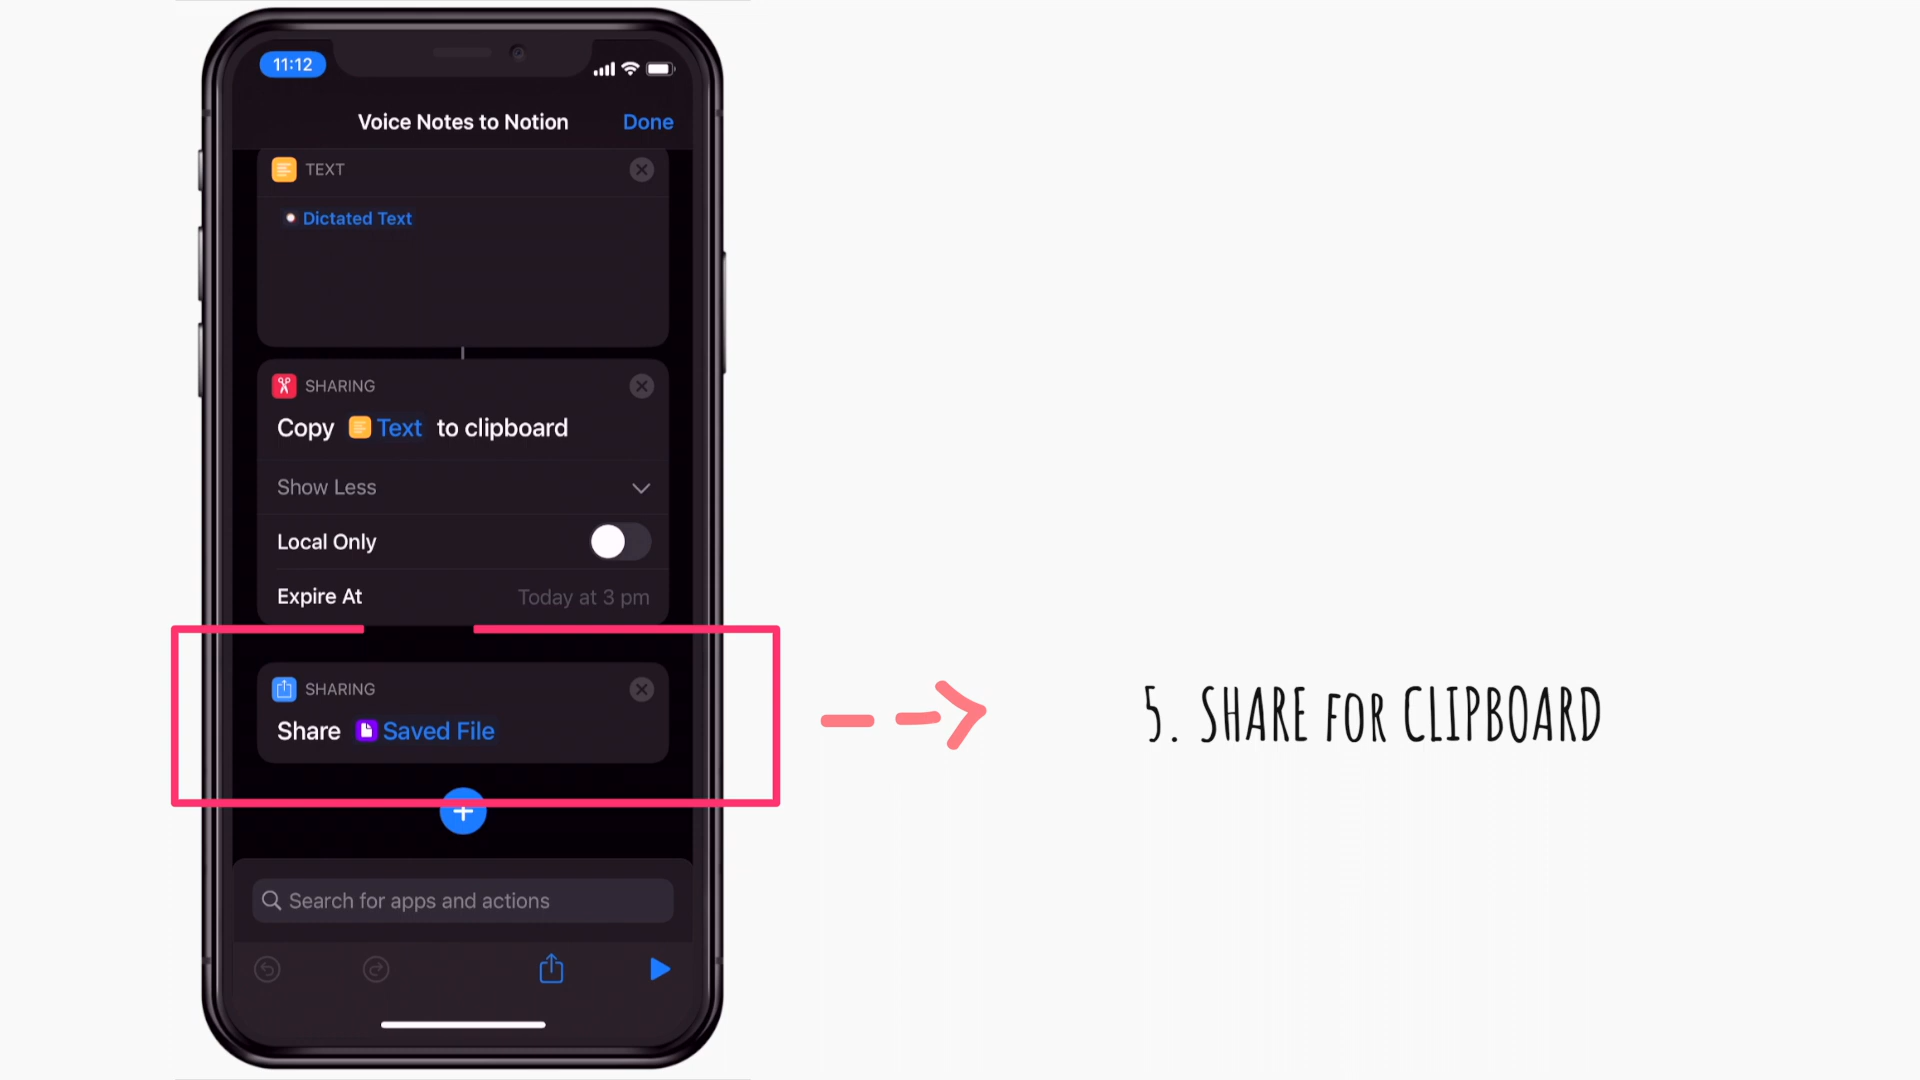 11:12
Voice Notes to Notion Done
TEXT
• Dictated Text
SHARING
Copy Text to clipboard
Show Less
Local Only
Expire At Today at 3 pm
SHARING
Share Saved File
Search for apps and actions
5. SHARE FOR CLIPBOARD